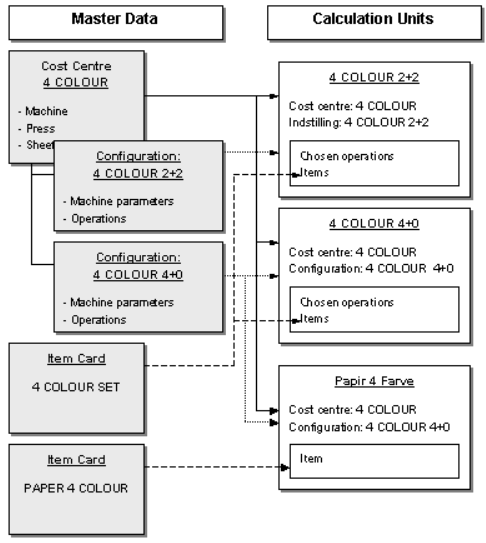 Master Data
Calculation Units
Cost Centre
4 COLOUR
- Machine
- Press
- Sheet
Configuration:
4 COLOUR 2+2
- Machine parameters
- Operations
Configuration:
4 COLOUR 4+0
- Machine parameters
- Operations
Item Card
4 COLOUR SET
Item Card
PAPER 4 COLOUR
4 COLOUR 2+2
Cost centre: 4 COLOUR
Indstilling: 4 COLOUR 2+2
Chosen operations
Items
4 COLOUR 4+0
Cost centre: 4 COLOUR
Configuration: 4 COLOUR 4+0
Chosen operations
Items
Papir 4 Farve
Cost centre: 4 COLOUR
Configuration: 4 COLOUR 4+0
Item